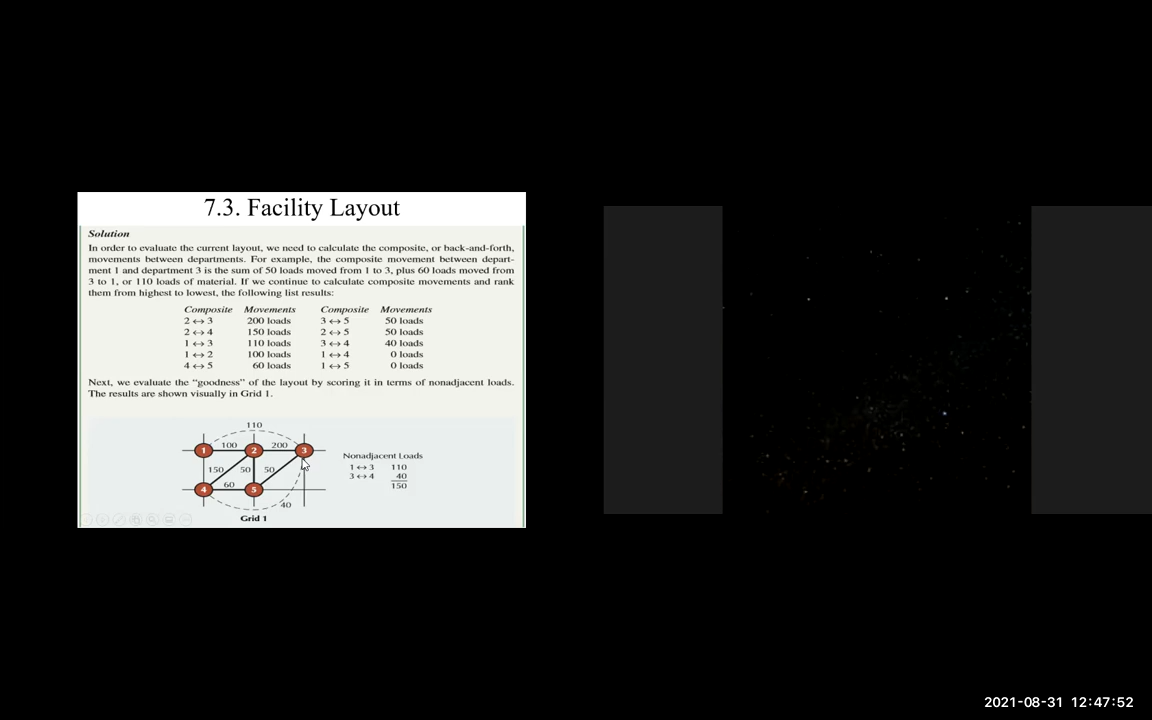 7.3. Facility Layout
Solution
In order to evaluate the current layout, we need to calculate the composite, or back-and-forth,
movements between departments. For example, the composite movement between depart-
ment 1 and department 3 is the sum of 50 loads moved from 1 to 3, plus 60 loads moved from
3 to 1, or 110 loads of material. If we continue to calculate composite movements and rank
them from highest to lowest, the following list results:
Composite Movements Composite Movements
2 ↔ 3 200 loads 3 ↔ 5 50 loads
2 ↔ 4 150 loads 2 ↔ 5 50 loads
1 ↔ 3 110 loads 3 ↔ 4 40 loads
1 ↔ 2 100 loads 1 ↔ 4 0 loads
4 ↔ 5 60 loads 1 ↔ 5 0 loads
Next, we evaluate the "goodness" of the layout by scoring it in terms of nonadjacent loads.
The results are shown visually in Grid 1.
110
1 100 2 200 3
150 50 50
4 60 5
40
Grid 1
Nonadjacent Loads
1 ↔ 3 110
3 ↔ 4 40
150
2021-08-31 12:47:52